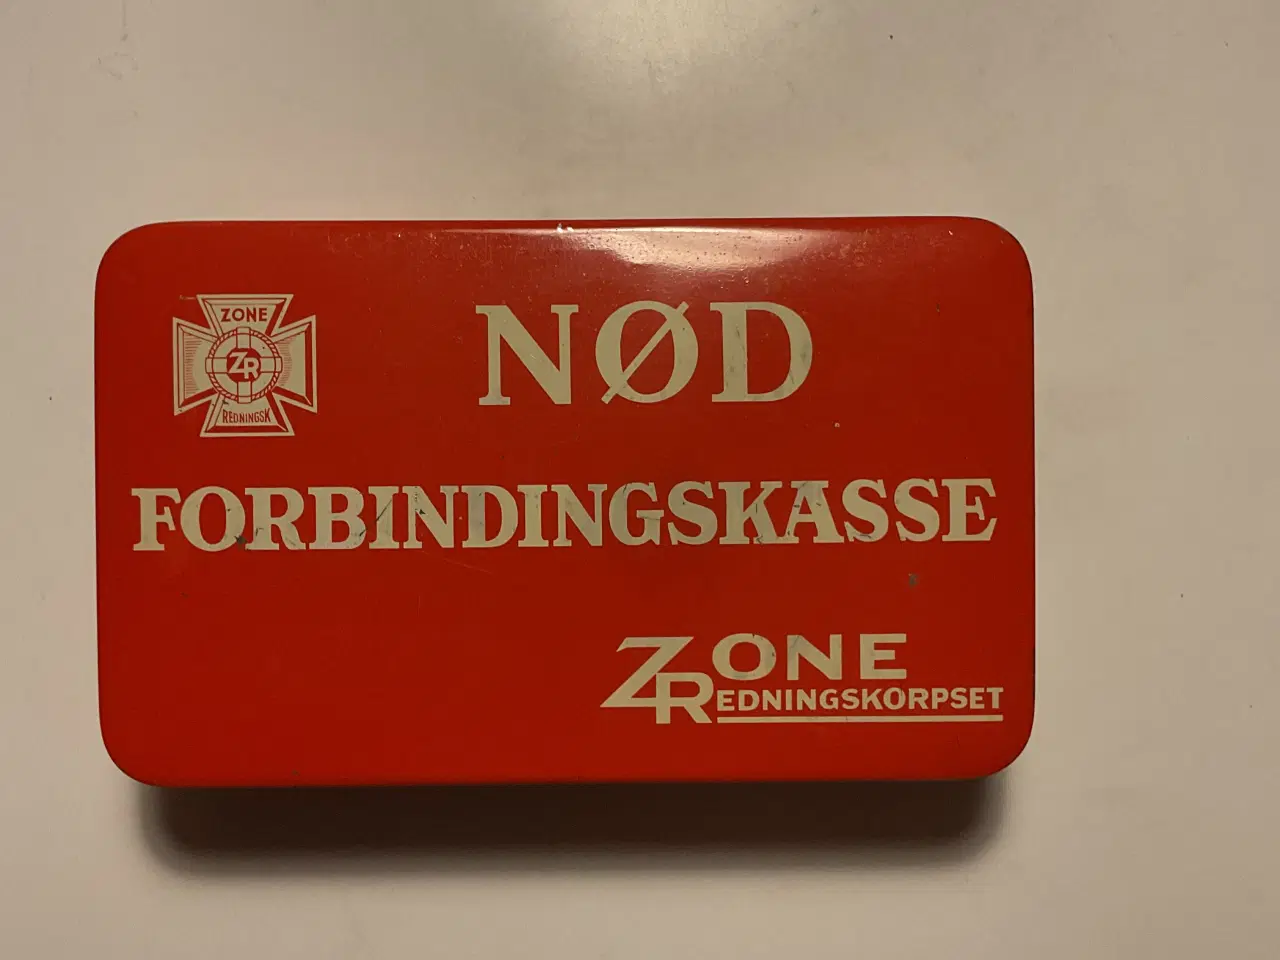 ZONE
ZR
REDNINGSK
NØD
FORBINDINGSKASSE
ZONE
REDNINGSKORPSET